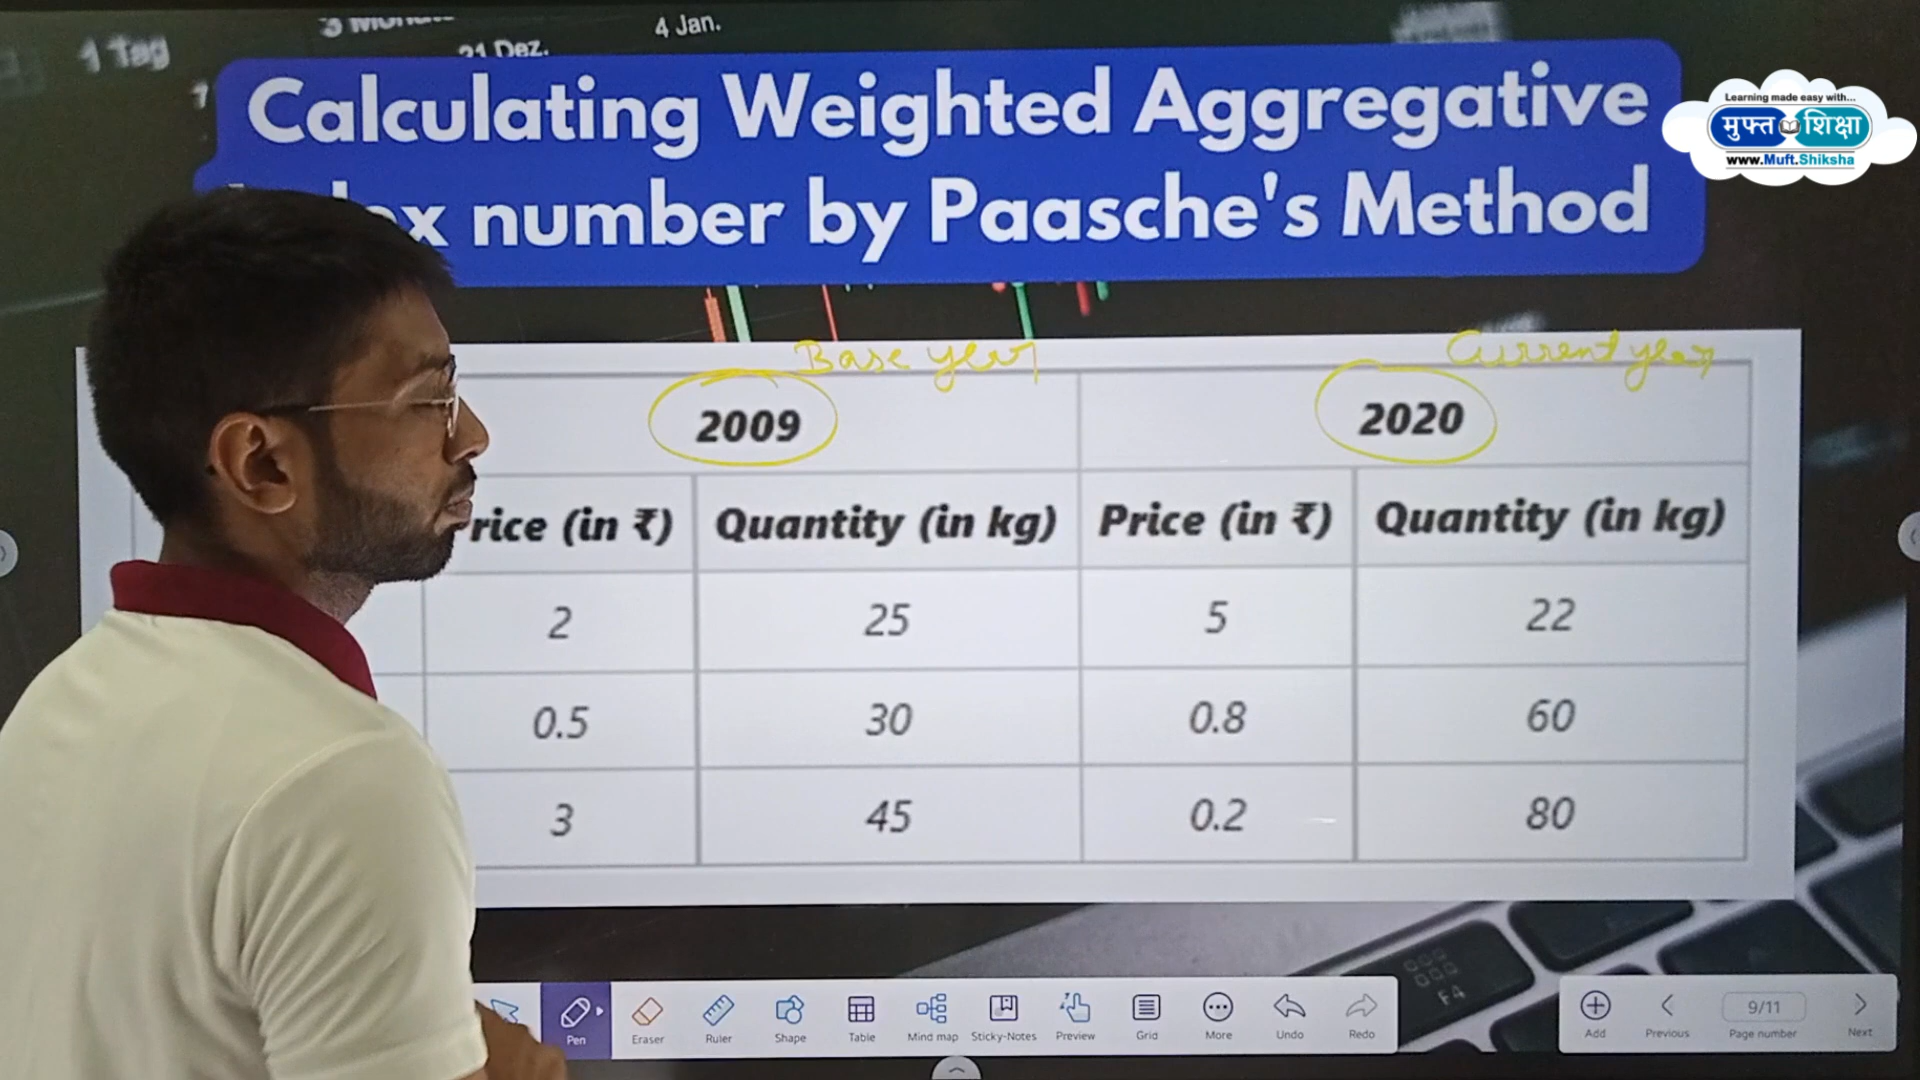 1 Tag
4 Jan.
21 Dez.
Calculating Weighted Aggregative
number by Paasche's Method
Learning made easy with...
मुफ्त शिक्षा
www.Muft.Shiksha
Base year
Current year
2009
2020
rice (in ₹)
Quantity (in kg)
Price (in ₹)
Quantity (in kg)
2
25
5
22
0.5
30
0.8
60
3
45
0.2
80
F4
Pen
Eraser
Ruler
Shape
Table
Mind map
Sticky-Notes
Preview
Grid
More
Undo
Redo
Add
Previous
9/11
Page number
Next